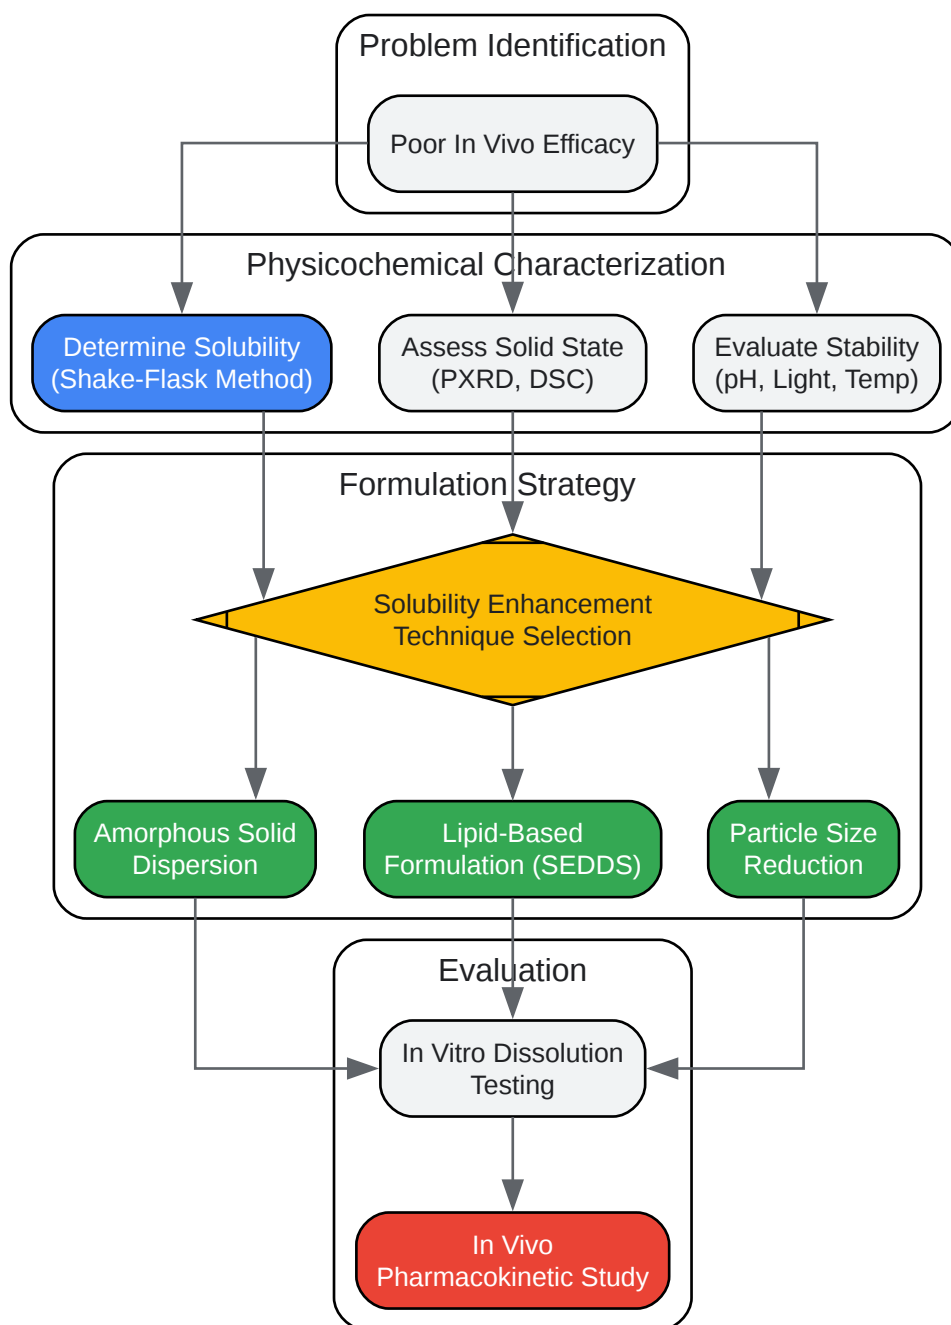 Problem Identification
Poor In Vivo Efficacy
Physicochemical Characterization
Determine Solubility
(Shake-Flask Method)
Assess Solid State
(PXRD, DSC)
Evaluate Stability
(pH, Light, Temp)
Formulation Strategy
Solubility Enhancement
Technique Selection
Amorphous Solid
Dispersion
Lipid-Based
Formulation (SEDDS)
Particle Size
Reduction
Evaluation
In Vitro Dissolution
Testing
In Vivo
Pharmacokinetic Study